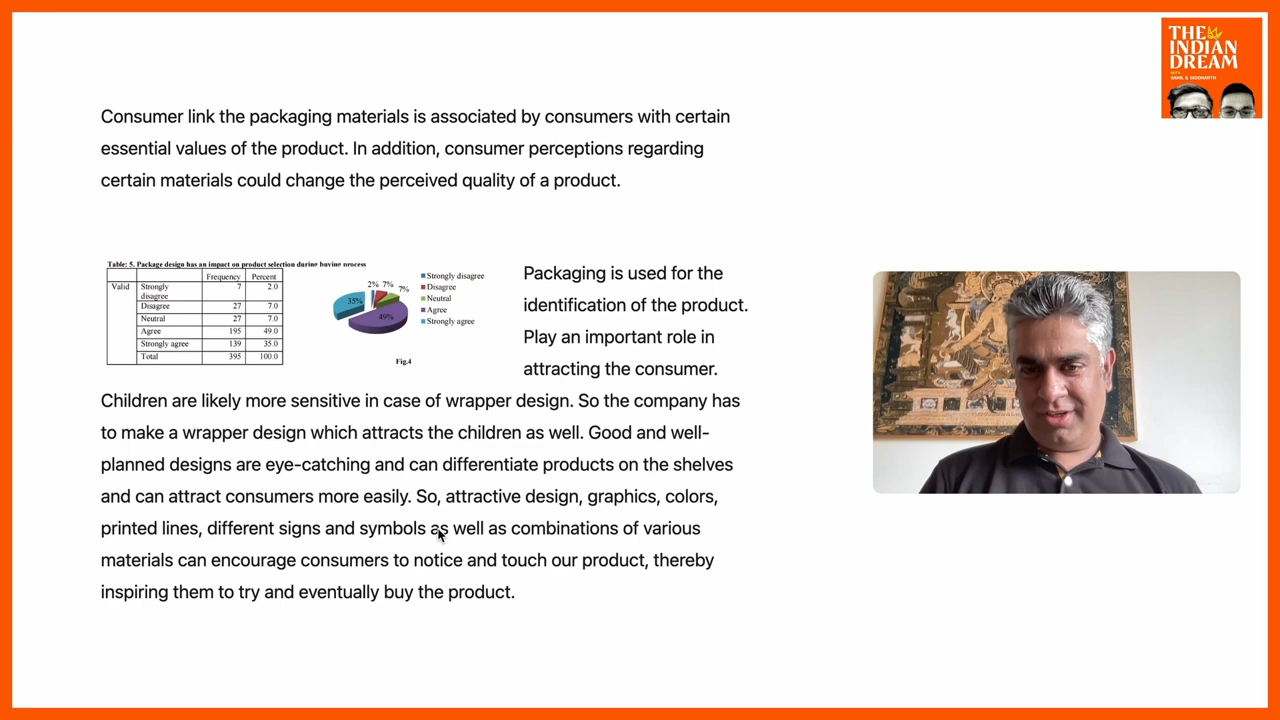 THE
INDIAN
DREAM
WITH
SAHIL & SIDDHARTH
Consumer link the packaging materials is associated by consumers with certain
essential values of the product. In addition, consumer perceptions regarding
certain materials could change the perceived quality of a product.
Table: 5. Package design has an impact on product selection during buying process
Frequency Percent
Valid Strongly disagree 7 2.0
Disagree 27 7.0
Neutral 27 7.0
Agree 195 49.0
Strongly agree 139 35.0
Total 395 100.0
2% 7% 7%
35%
49%
Strongly disagree
Disagree
Neutral
Agree
Strongly agree
Fig.4
Packaging is used for the
identification of the product.
Play an important role in
attracting the consumer.
Children are likely more sensitive in case of wrapper design. So the company has
to make a wrapper design which attracts the children as well. Good and well-
planned designs are eye-catching and can differentiate products on the shelves
and can attract consumers more easily. So, attractive design, graphics, colors,
printed lines, different signs and symbols as well as combinations of various
materials can encourage consumers to notice and touch our product, thereby
inspiring them to try and eventually buy the product.